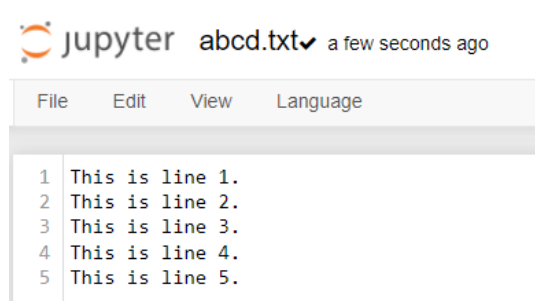 jupyter abcd.txt✔ a few seconds ago
File Edit View Language
1 This is line 1.
2 This is line 2.
3 This is line 3.
4 This is line 4.
5 This is line 5.